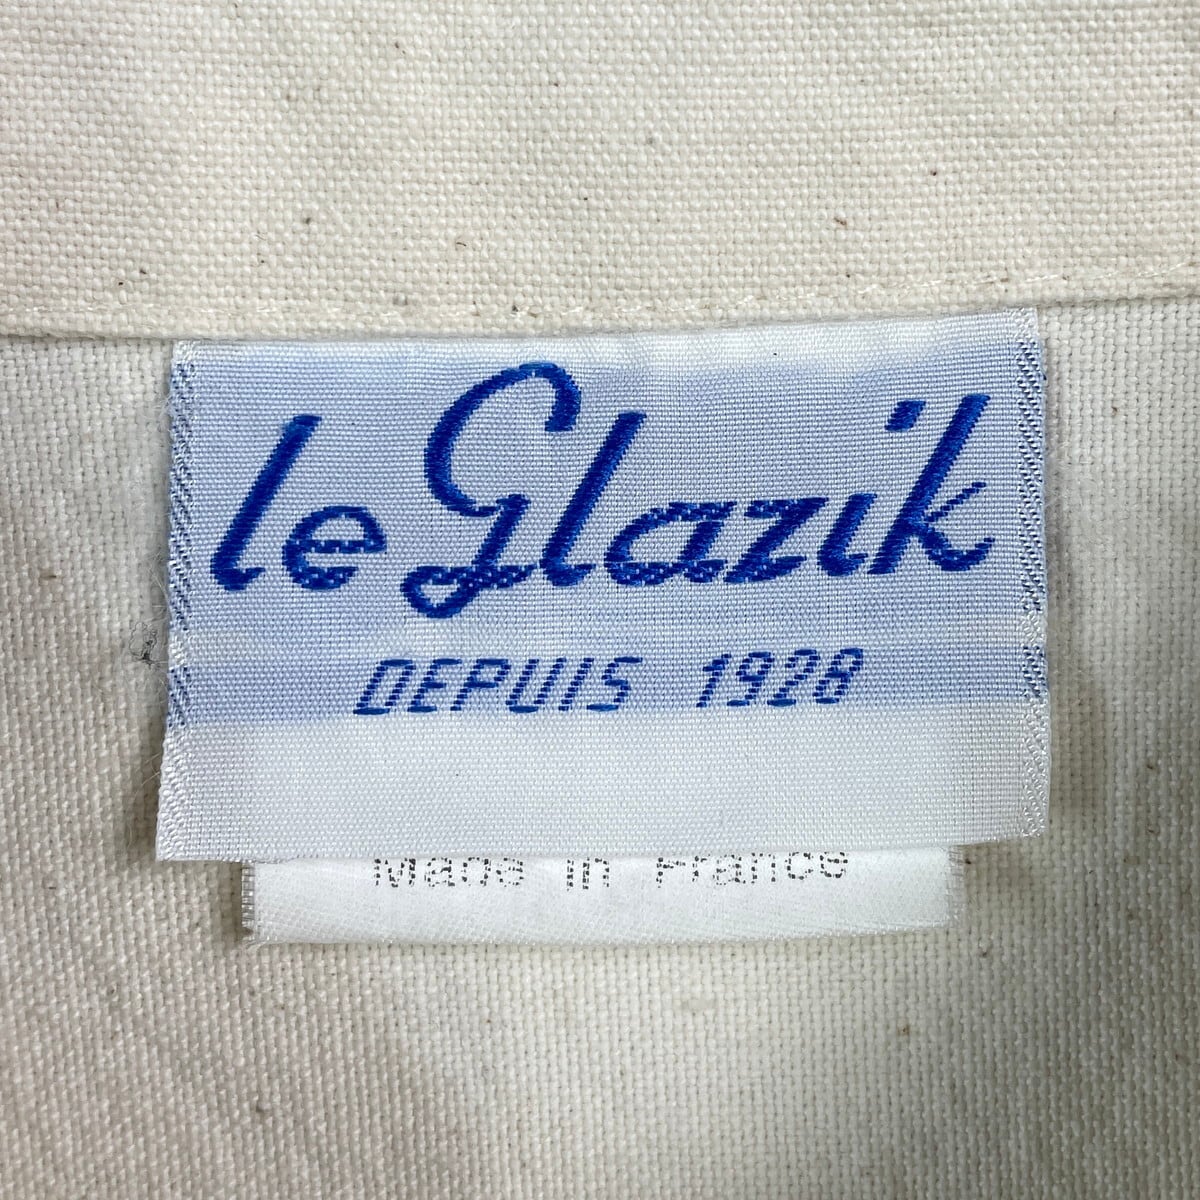 le Glazik
DEPUIS 1928
Made in France